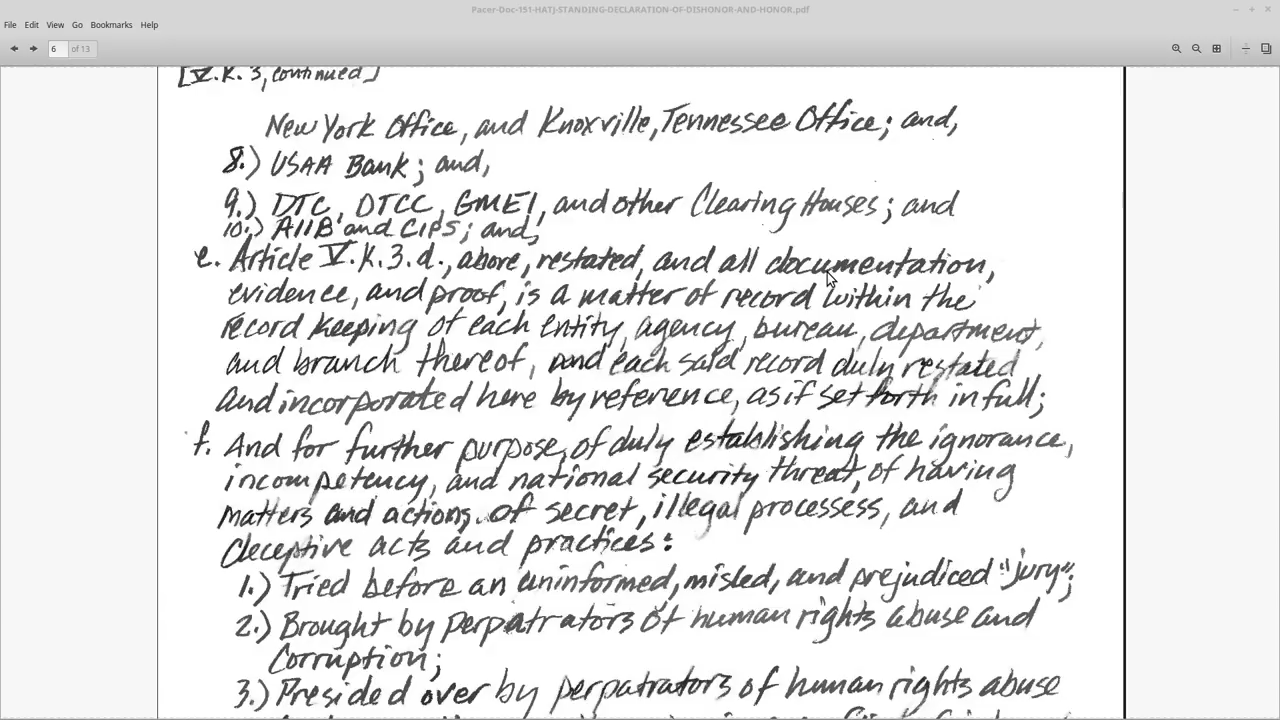 Pacer-Doc-151-HATJ-STANDING-DECLARATION-OF-DISHONOR-AND-HONOR.pdf
File Edit View Go Bookmarks Help
6 of 13
[V.K. 3, continued]
New York Office, and Knoxville, Tennessee Office; and,
8.) USAA Bank; and,
9.) DTC, DTCC, GMEI, and other Clearing Houses; and
10.) AIIB and CIPS; and,
e. Article V.K.3.d., above, restated, and all documentation,
evidence, and proof, is a matter of record within the
record keeping of each entity, agency, bureau, department,
and branch thereof, and each said record duly restated
and incorporated here by reference, as if set forth in full;
f. And for further purpose, of duly establishing the ignorance,
incompetency, and national security threat, of having
matters and actions, of secret, illegal processess, and
deceptive acts and practices:
1.) Tried before an uninformed, misled, and prejudiced "jury";
2.) Brought by perpatrators of human rights abuse and
Corruption;
3.) Presided over by perpatrators of human rights abuse